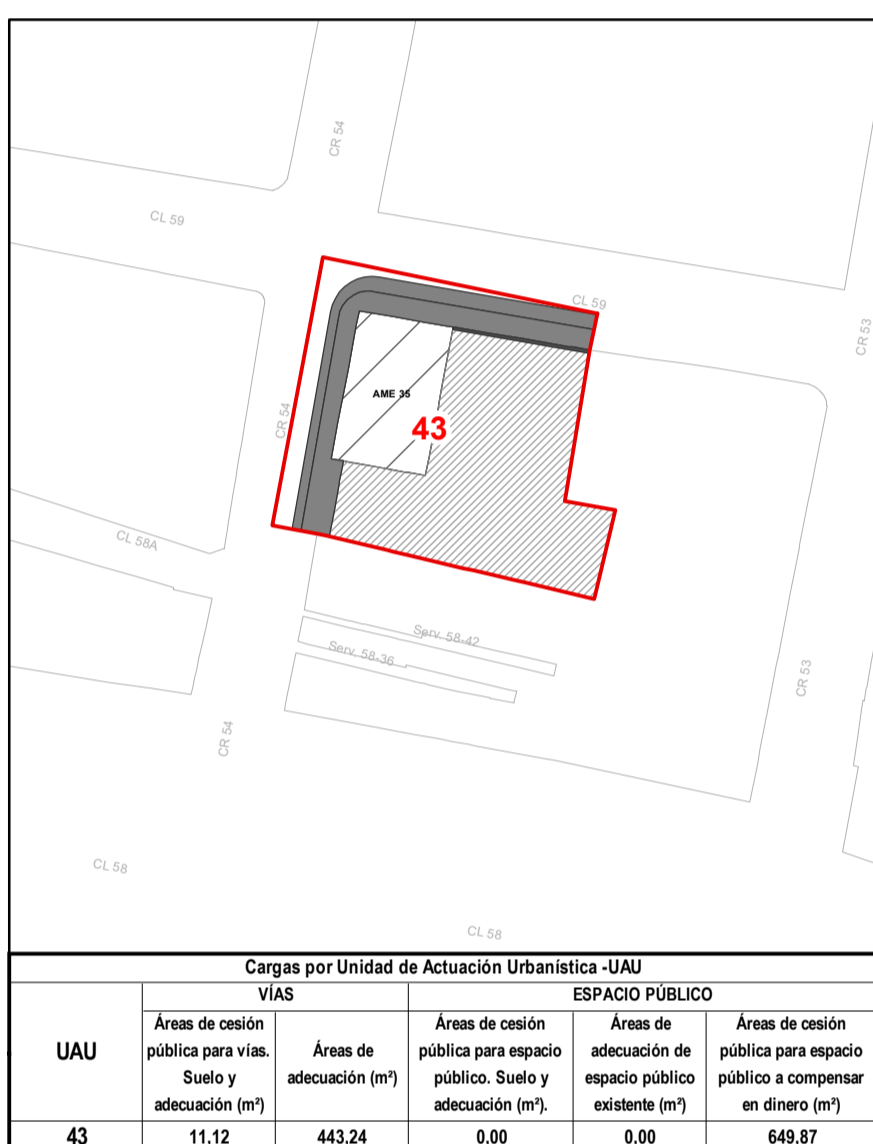 CR 54
CL 59
CL 59
CR 53
AME 35
43
CR 54
CL 58A
Serv. 58-42
Serv. 58-36
CR 53
CR 54
CL 58
CL 58
Cargas por Unidad de Actuación Urbanística -UAU
VÍAS
ESPACIO PÚBLICO
UAU
Áreas de cesión
pública para vías.
Suelo y
adecuación (m²)
Áreas de
adecuación (m²)
Áreas de cesión
pública para espacio
público. Suelo y
adecuación (m²).
Áreas de
adecuación de
espacio público
existente (m²)
Áreas de cesión
pública para espacio
público a compensar
en dinero (m²)
43
11.12
443.24
0.00
0.00
649.87